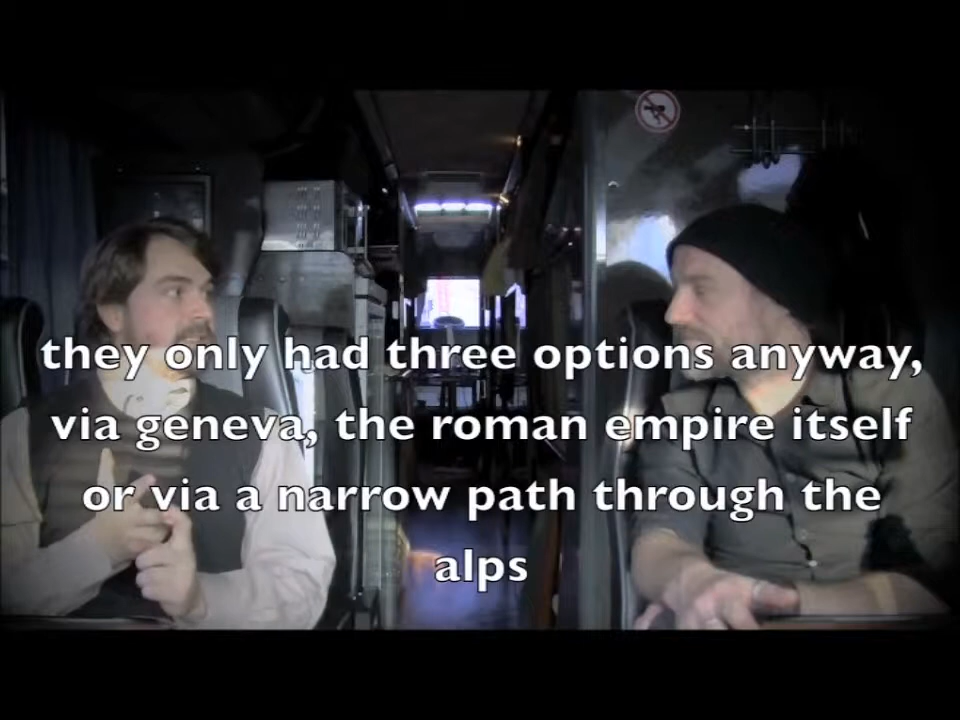 they only had three options anyway,
via geneva, the roman empire itself
or via a narrow path through the
alps